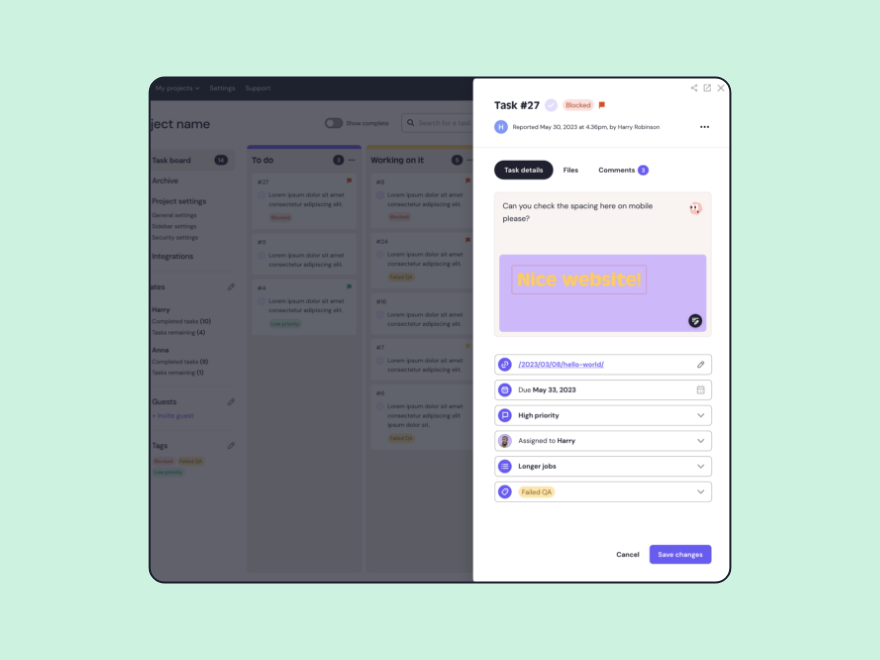 My projects Settings Support
ject name
Show complete
Search for a task
Task board 14
Archive
Project settings
General settings
Sidebar settings
Security settings
Integrations
ates
Harry
Completed tasks (10)
Tasks remaining (4)
Anna
Completed tasks (9)
Tasks remaining (1)
Guests
+ Invite guest
Tags
Blocked Failed QA
Low priority
To do 3
#27
Lorem ipsum dolor sit amet
consectetur adipiscing elit.
Blocked
#11
Lorem ipsum dolor sit amet
consectetur adipiscing elit.
#4
Lorem ipsum dolor sit amet
consectetur adipiscing elit.
Low priority
Working on it 5
#9
Lorem ipsum dolor sit amet
consectetur adipiscing elit.
Blocked
#24
Lorem ipsum dolor sit amet
consectetur adipiscing elit.
Failed QA
#16
Lorem ipsum dolor sit amet
consectetur adipiscing elit.
#7
Lorem ipsum dolor sit amet
consectetur adipiscing elit.
Lorem ipsum dolor sit amet
consectetur adipiscing elit.
ipsum dolor sit.
Failed QA
Task #27 Blocked
H Reported May 30, 2023 at 4.36pm, by Harry Robinson
Task details Files Comments 3
Can you check the spacing here on mobile
please?
Nice website!
/2023/03/08/hello-world/
Due May 33, 2023
High priority
Assigned to Harry
Longer jobs
Failed QA
Cancel Save changes